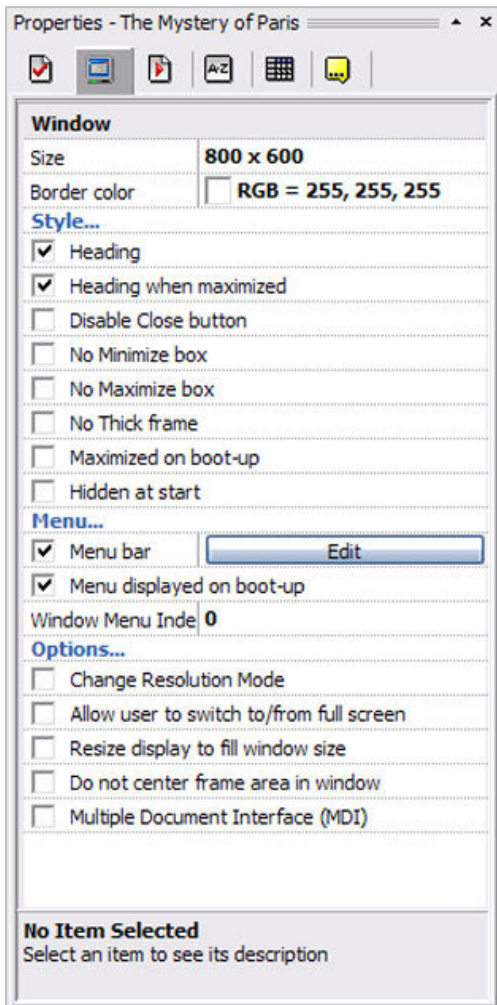 Properties - The Mystery of Paris
A-Z
Window
Size 800 x 600
Border color RGB = 255, 255, 255
Style...
Heading
Heading when maximized
Disable Close button
No Minimize box
No Maximize box
No Thick frame
Maximized on boot-up
Hidden at start
Menu...
Menu bar Edit
Menu displayed on boot-up
Window Menu Inde 0
Options...
Change Resolution Mode
Allow user to switch to/from full screen
Resize display to fill window size
Do not center frame area in window
Multiple Document Interface (MDI)
No Item Selected
Select an item to see its description